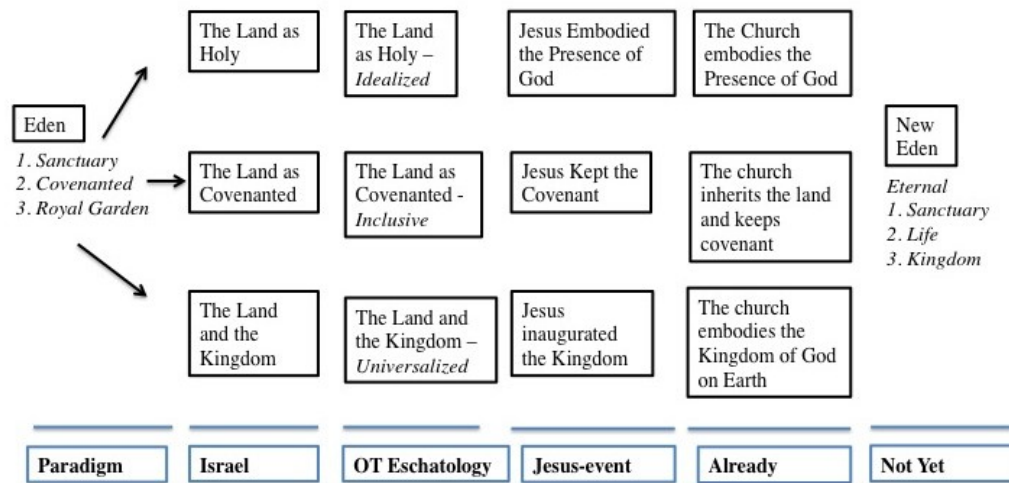 Eden
1. Sanctuary
2. Covenanted
3. Royal Garden
The Land as
Holy
The Land as
Covenanted
The Land
and the
Kingdom
The Land
as Holy –
Idealized
The Land as
Covenanted -
Inclusive
The Land and
the Kingdom –
Universalized
Jesus Embodied
the Presence of
God
Jesus Kept the
Covenant
Jesus
inaugurated
the Kingdom
The Church
embodies the
Presence of God
The church
inherits the land
and keeps
covenant
The church
embodies the
Kingdom of God
on Earth
New
Eden
Eternal
1. Sanctuary
2. Life
3. Kingdom
Paradigm
Israel
OT Eschatology
Jesus-event
Already
Not Yet